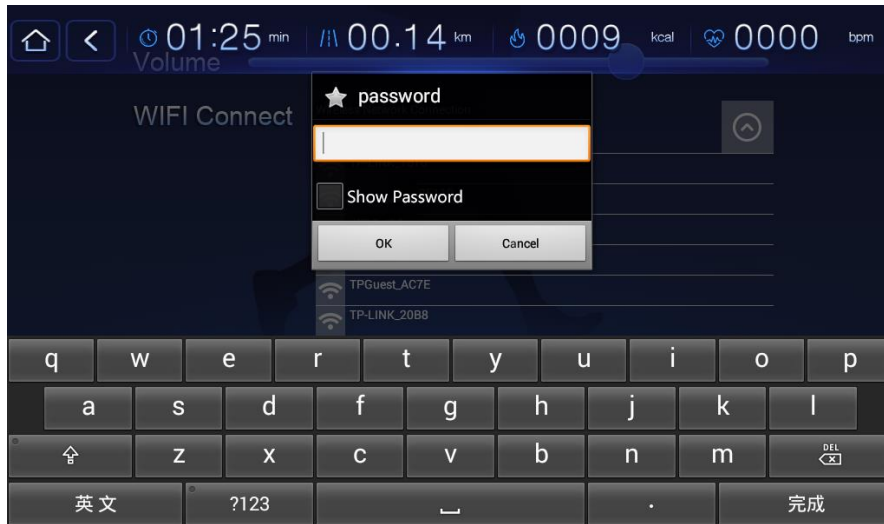 01:25 min 00.14 km 0009 kcal 0000 bpm
Volume
password
WIFI Connect
Show Password
OK Cancel
TPGuest_AC7E
TP-LINK_20B8
q w e r t y u i o p
a s d f g h j k l
z x c v b n m DEL
英文 ?123 . 完成